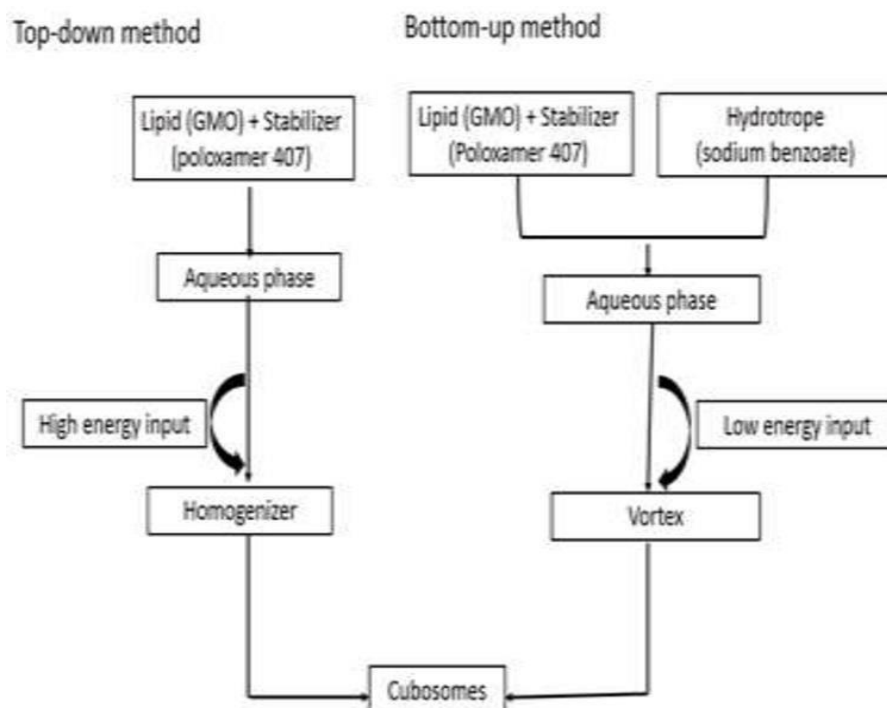 Top-down method
Bottom-up method
Lipid (GMO) + Stabilizer
(poloxamer 407)
Lipid (GMO) + Stabilizer
(Poloxamer 407)
Hydrotrope
(sodium benzoate)
Aqueous phase
Aqueous phase
High energy input
Low energy input
Homogenizer
Vortex
Cubosomes